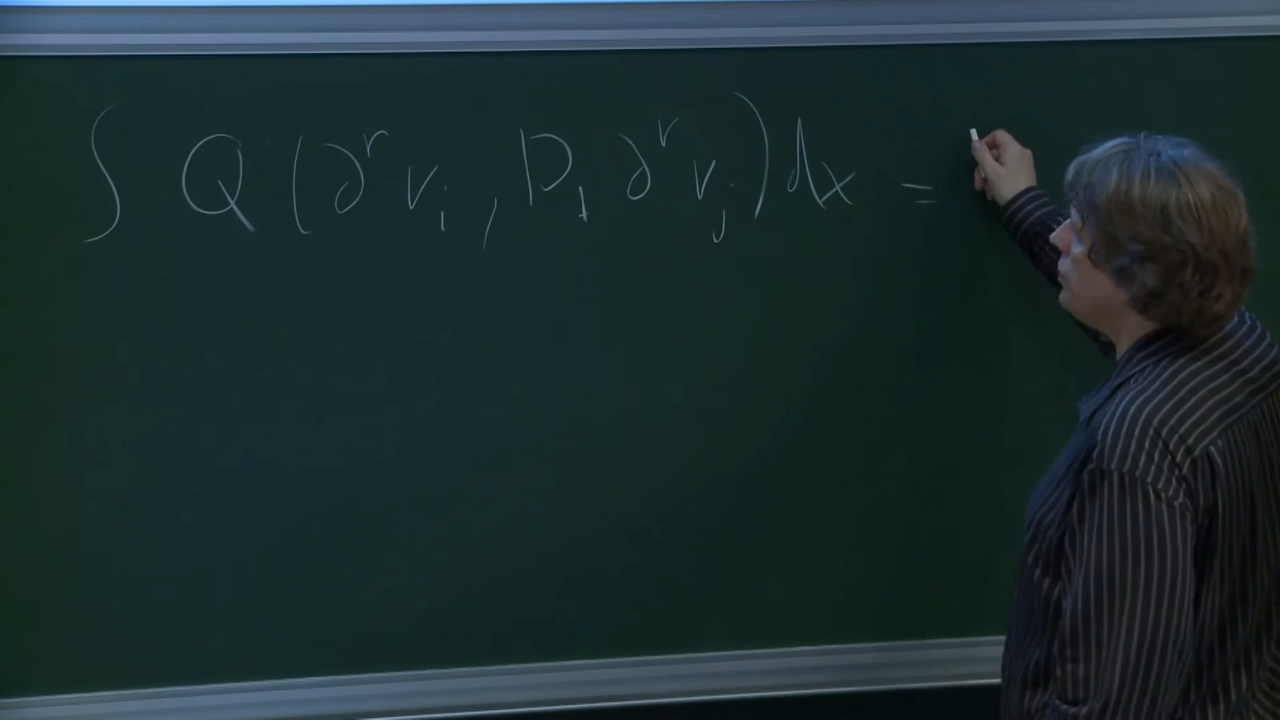 ∫ Q(∂^r v_i, D_t ∂^r v_j) dx =